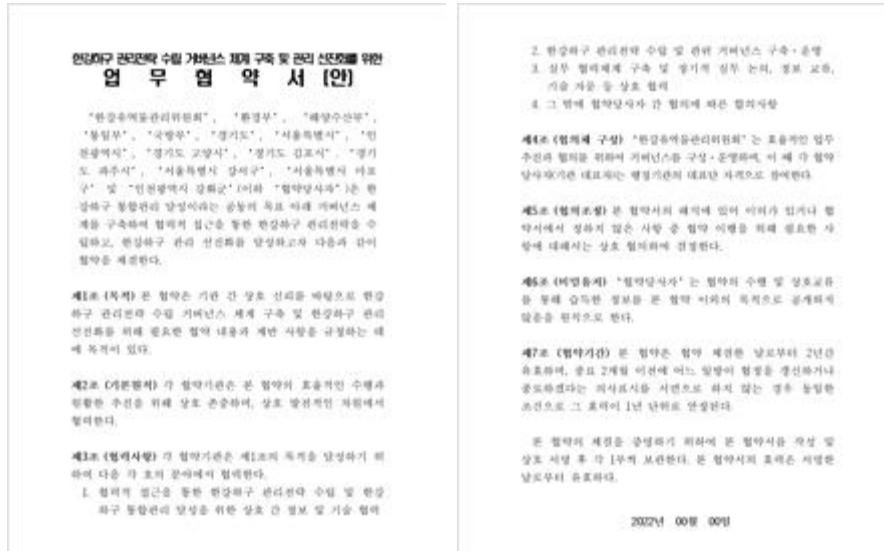 한강하구 관리전략 수립 거버넌스 체계 구축 및 관리 선진화를 위한
업 무 협 약 서 (안)
"한강유역물관리위원회", "환경부", "해양수산부",
"통일부", "국방부", "경기도", "서울특별시", "인
천광역시", "경기도 고양시", "경기도 김포시", "경기
도 파주시", "서울특별시 강서구", "서울특별시 마포
구" 및 "인천광역시 강화군"(이하 "협약당사자")은 한
강하구 통합관리 달성이라는 공동의 목표 아래 거버넌스 체
계를 구축하여 협력적 접근을 통한 한강하구 관리전략을 수
립하고, 한강하구 관리 선진화를 달성하고자 다음과 같이
협약을 체결한다.
제1조 (목적) 본 협약은 기관 간 상호 신뢰를 바탕으로 한강
하구 관리전략 수립 거버넌스 체계 구축 및 한강하구 관리
선진화를 위해 필요한 협약 내용과 제반 사항을 규정하는 데
에 목적이 있다.
제2조 (기본원칙) 각 협약기관은 본 협약의 효율적인 수행과
원활한 추진을 위해 상호 존중하며, 상호 발전적인 차원에서
협력한다.
제3조 (협력사항) 각 협약기관은 제1조의 목적을 달성하기 위
하여 다음 각 호의 분야에서 협력한다.
1. 협력적 접근을 통한 한강하구 관리전략 수립 및 한강
하구 통합관리 달성을 위한 상호 간 정보 및 기술 협력
2. 한강하구 관리전략 수립 및 관련 거버넌스 구축·운영
3. 실무 협력체계 구축 및 정기적 실무 논의, 정보 교류,
기술 자문 등 상호 협력
4. 그 밖에 협약당사자 간 협의에 따른 합의사항
제4조 (협의체 구성) "한강유역물관리위원회"는 효율적인 업무
추진과 협의를 위하여 거버넌스를 구성·운영하며, 이 때 각 협약
당사자(기관 대표자)는 행정기관의 대표단 자격으로 참여한다.
제5조 (협의조정) 본 협약서의 해석에 있어 이의가 있거나 협
약서에서 정하지 않은 사항 중 협약 이행을 위해 필요한 사
항에 대해서는 상호 협의하여 결정한다.
제6조 (비밀유지) "협약당사자"는 협약의 수행 및 상호교류
를 통해 습득한 정보를 본 협약 이외의 목적으로 공개하지
않음을 원칙으로 한다.
제7조 (협약기간) 본 협약은 협약 체결한 날로부터 2년간
유효하며, 종료 2개월 이전에 어느 일방이 협정을 갱신하거나
종료하겠다는 의사표시를 서면으로 하지 않는 경우 동일한
조건으로 그 효력이 1년 단위로 연장된다.
본 협약의 체결을 증명하기 위하여 본 협약서를 작성 및
상호 서명 후 각 1부씩 보관한다. 본 협약서의 효력은 서명한
날로부터 유효하다.
2022년 00월 00일